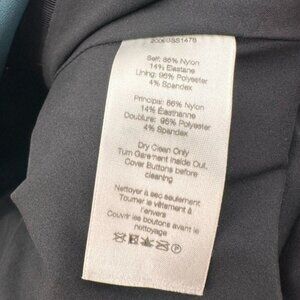 Self: 86% Nylon
14% Elastane
Lining: 96% Polyester
4% Spandex
Principal: 86% Nylon
14% Élasthanne
Doublure: 96% Polyester
4% Spandex
Dry Clean Only
Turn Garement Inside Out,
Cover Buttons before
cleaning
Nettoyer à sec seulement
Tourner le vêtement à
l'envers
Couvrir les boutons avant le
nettoyage